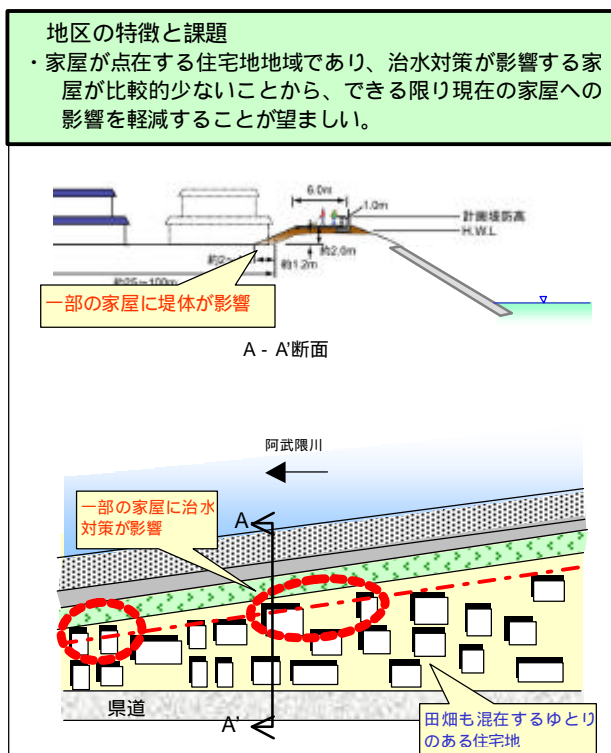 地区の特徴と課題
・家屋が点在する住宅地地域であり、治水対策が影響する家
屋が比較的少ないことから、できる限り現在の家屋への
影響を軽減することが望ましい。
6.0m
1.0m
計画堤防高
H.W.L
約2.0m
約1.2m
約2
約25～100m
一部の家屋に堤体が影響
A - A'断面
阿武隈川
一部の家屋に治水
対策が影響
A
県道
A'
田畑も混在するゆとり
のある住宅地